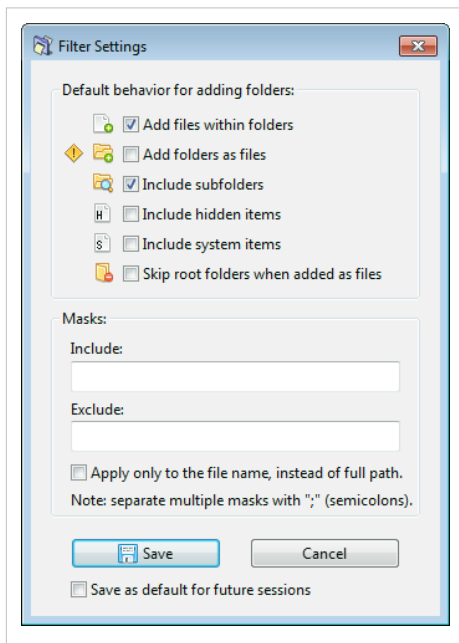 Filter Settings
Default behavior for adding folders:
Add files within folders
Add folders as files
Include subfolders
H Include hidden items
S Include system items
Skip root folders when added as files
Masks:
Include:
Exclude:
Apply only to the file name, instead of full path.
Note: separate multiple masks with ";" (semicolons).
Save Cancel
Save as default for future sessions